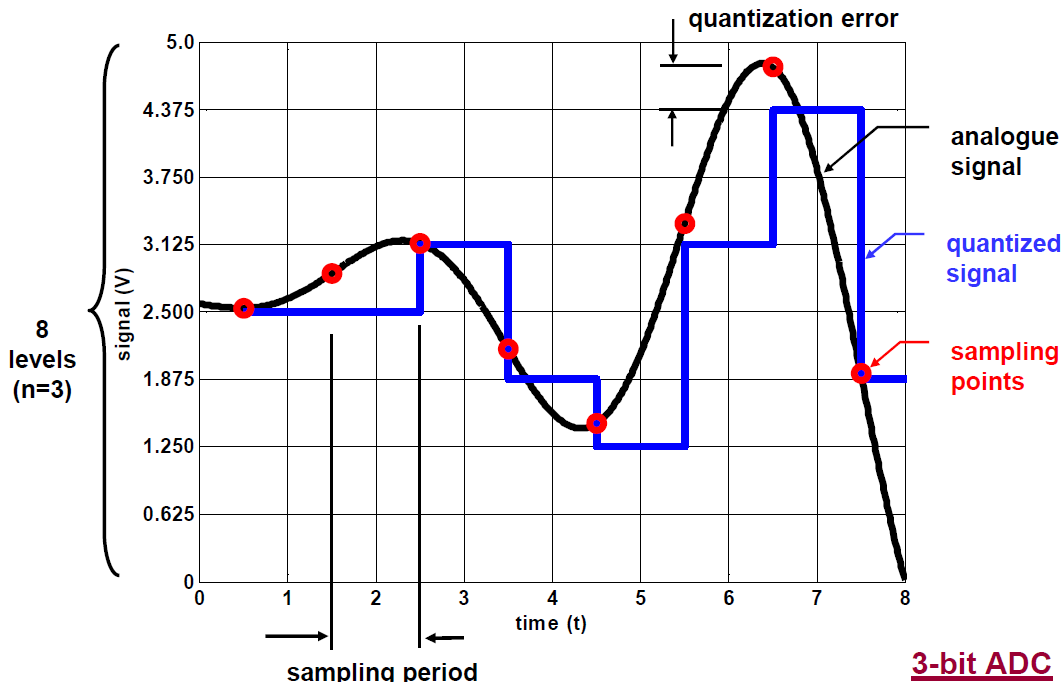 quantization error
5.0
4.375
3.750
3.125
2.500
1.875
1.250
0.625
0
signal (V)
8
levels
(n=3)
analogue
signal
quantized
signal
sampling
points
0 1 2 3 4 5 6 7 8
time (t)
sampling period
3-bit ADC